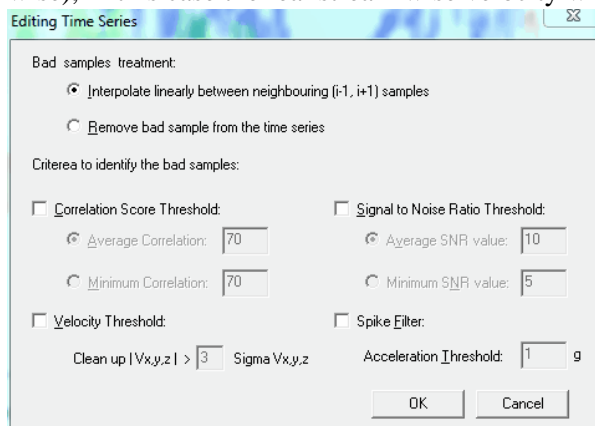 Editing Time Series
Bad samples treatment:
Interpolate linearly between neighbouring (i-1, i+1) samples
Remove bad sample from the time series
Criterea to identify the bad samples:
Correlation Score Threshold:
Signal to Noise Ratio Threshold:
Average Correlation: 70
Average SNR value: 10
Minimum Correlation: 70
Minimum SNR value: 5
Velocity Threshold:
Spike Filter:
Clean up |Vx,y,z| > 3 Sigma Vx,y,z
Acceleration Threshold: 1 g
OK
Cancel